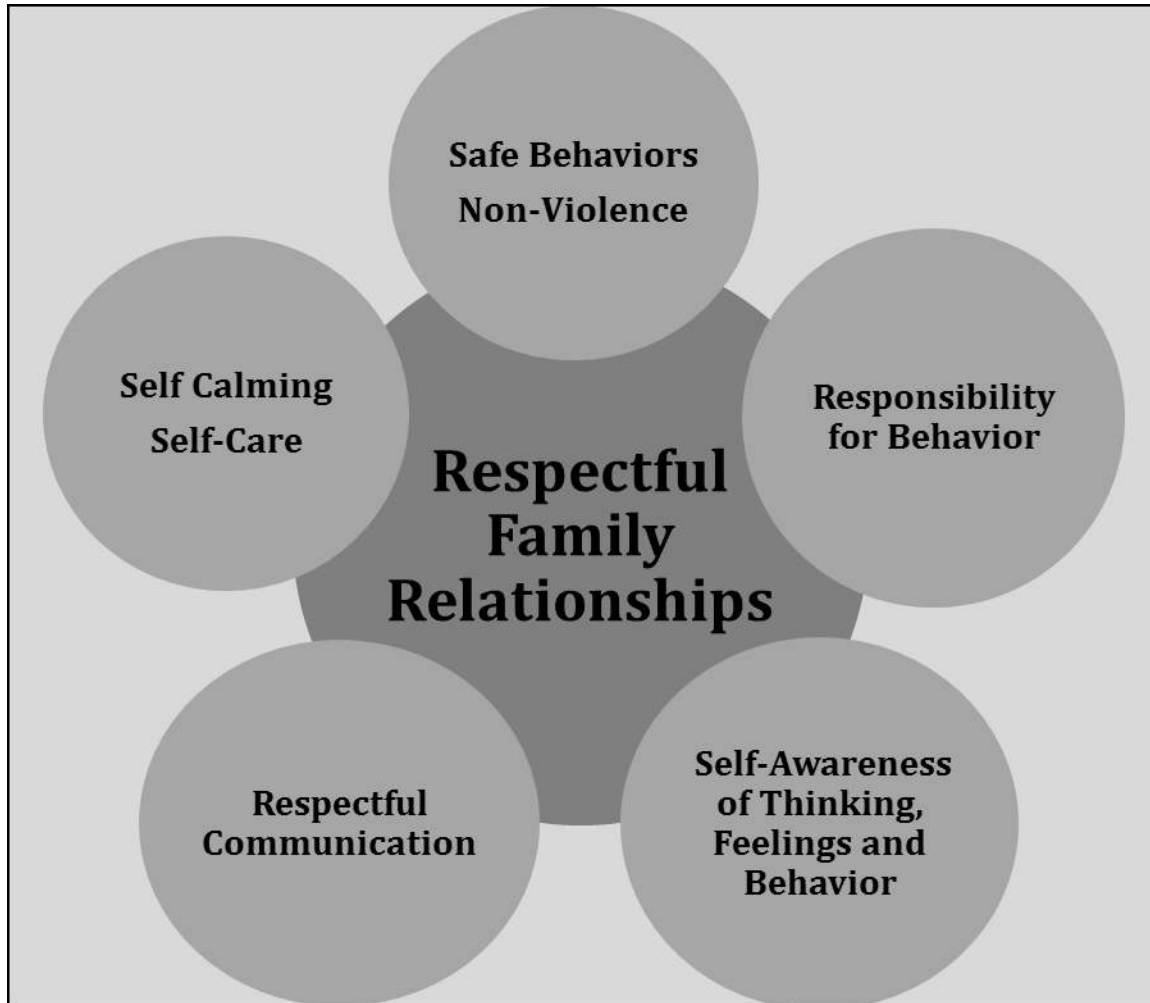 Safe Behaviors
Non-Violence
Self Calming
Self-Care
Responsibility
for Behavior
Respectful
Family
Relationships
Respectful
Communication
Self-Awareness
of Thinking,
Feelings and
Behavior